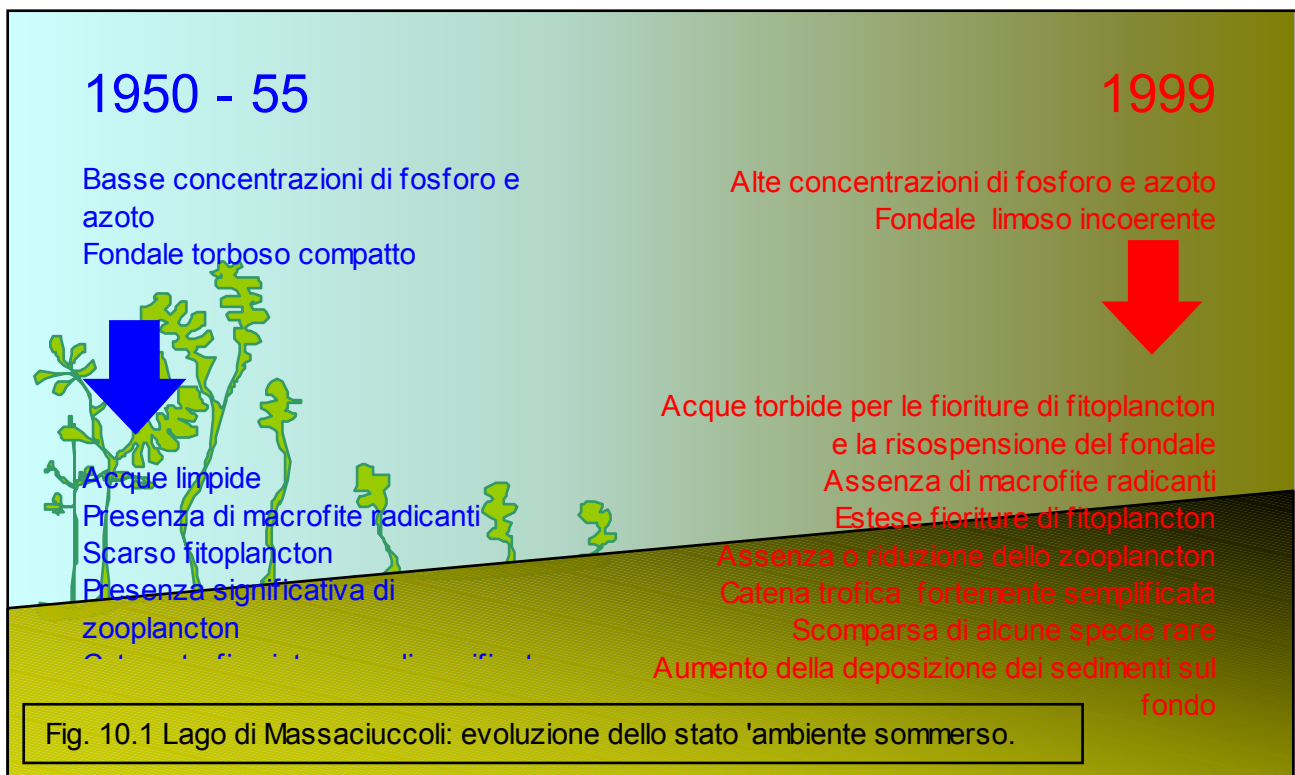 1950 - 55
Basse concentrazioni di fosforo e
azoto
Fondale torboso compatto
Acque limpide
Presenza di macrofite radicanti
Scarso fitoplancton
Presenza significativa di
zooplancton
1999
Alte concentrazioni di fosforo e azoto
Fondale limoso incoerente
Acque torbide per le fioriture di fitoplancton
e la risospensione del fondale
Assenza di macrofite radicanti
Estese fioriture di fitoplancton
Assenza o riduzione dello zooplancton
Catena trofica fortemente semplificata
Scomparsa di alcune specie rare
Aumento della deposizione dei sedimenti sul
fondo
Fig. 10.1 Lago di Massaciuccoli: evoluzione dello stato 'ambiente sommerso.